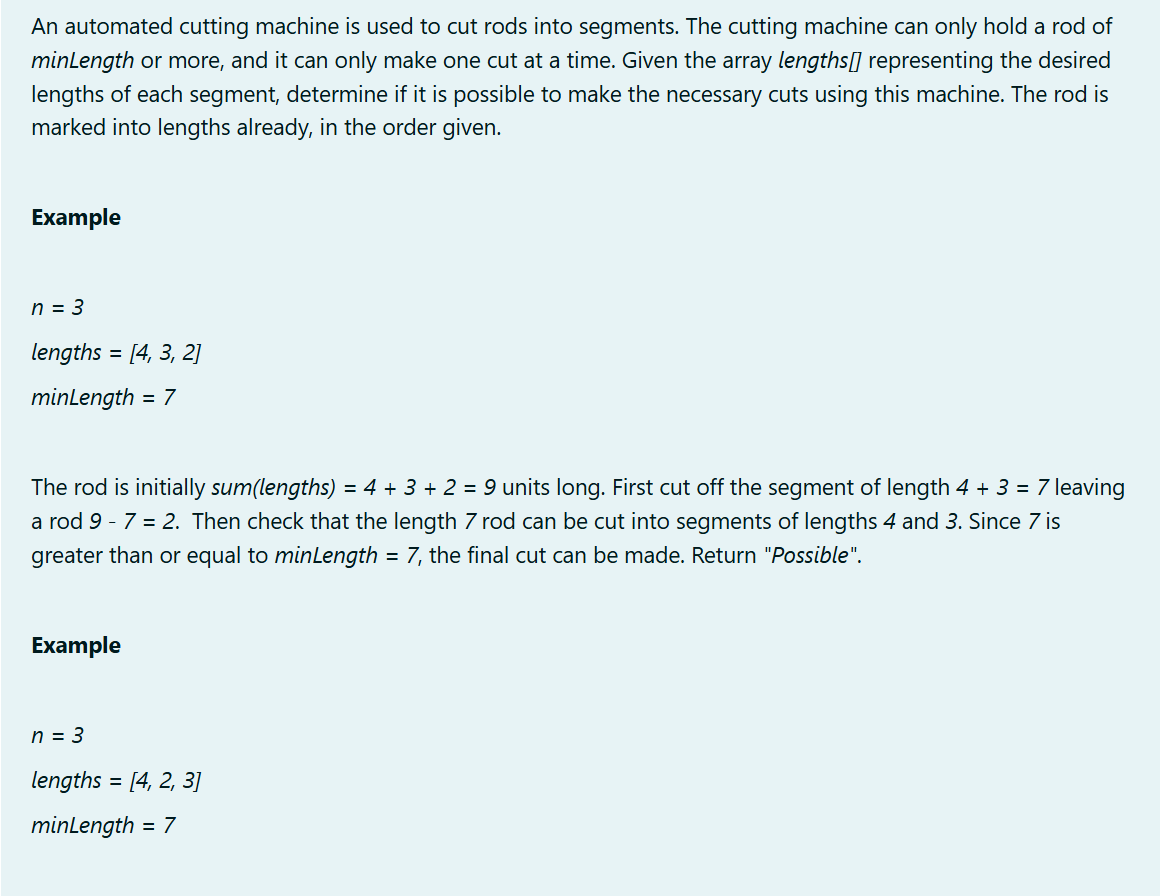 An automated cutting machine is used to cut rods into segments. The cutting machine can only hold a rod of
minLength or more, and it can only make one cut at a time. Given the array lengths[] representing the desired
lengths of each segment, determine if it is possible to make the necessary cuts using this machine. The rod is
marked into lengths already, in the order given.
Example
n = 3
lengths = [4, 3, 2]
minLength = 7
The rod is initially sum(lengths) = 4 + 3 + 2 = 9 units long. First cut off the segment of length 4 + 3 = 7 leaving
a rod 9 - 7 = 2. Then check that the length 7 rod can be cut into segments of lengths 4 and 3. Since 7 is
greater than or equal to minLength = 7, the final cut can be made. Return "Possible".
Example
n = 3
lengths = [4, 2, 3]
minLength = 7